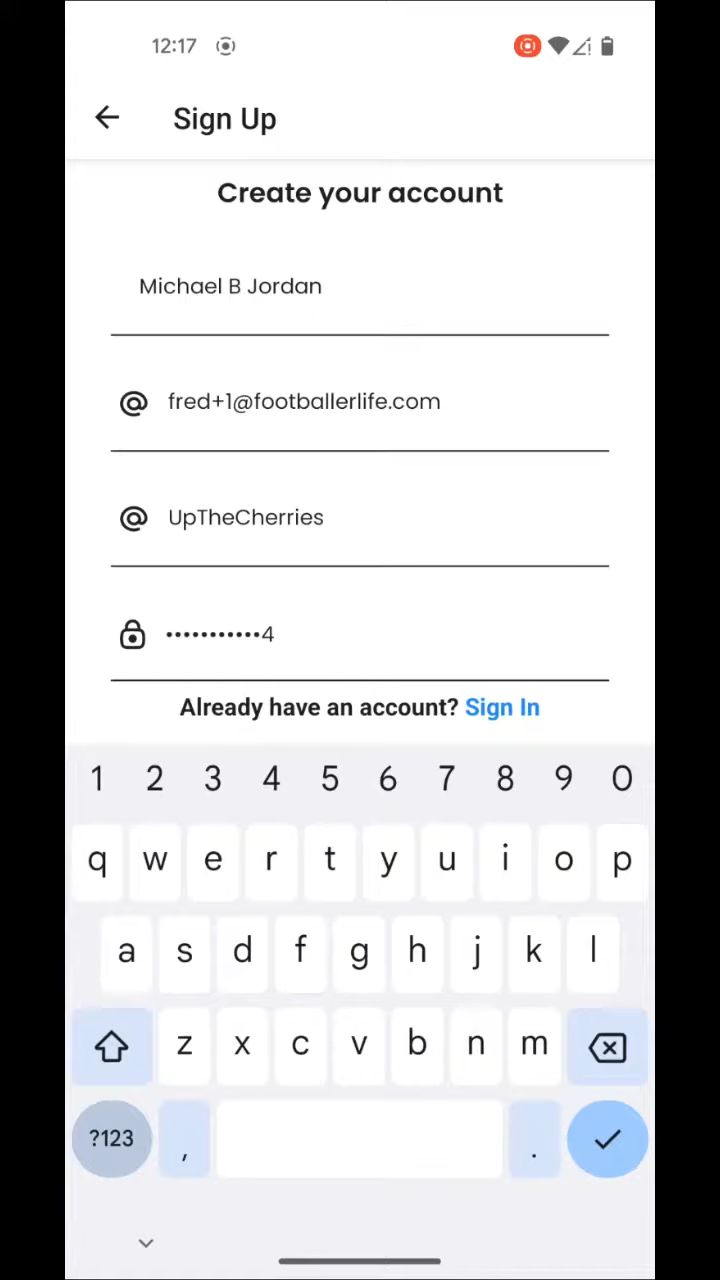 12:17
Sign Up
Create your account
Michael B Jordan
@ fred+1@footballerlife.com
@ UpTheCherries
•••••••••••4
Already have an account? Sign In
1 2 3 4 5 6 7 8 9 0
q w e r t y u i o p
a s d f g h j k l
z x c v b n m
?123 , .